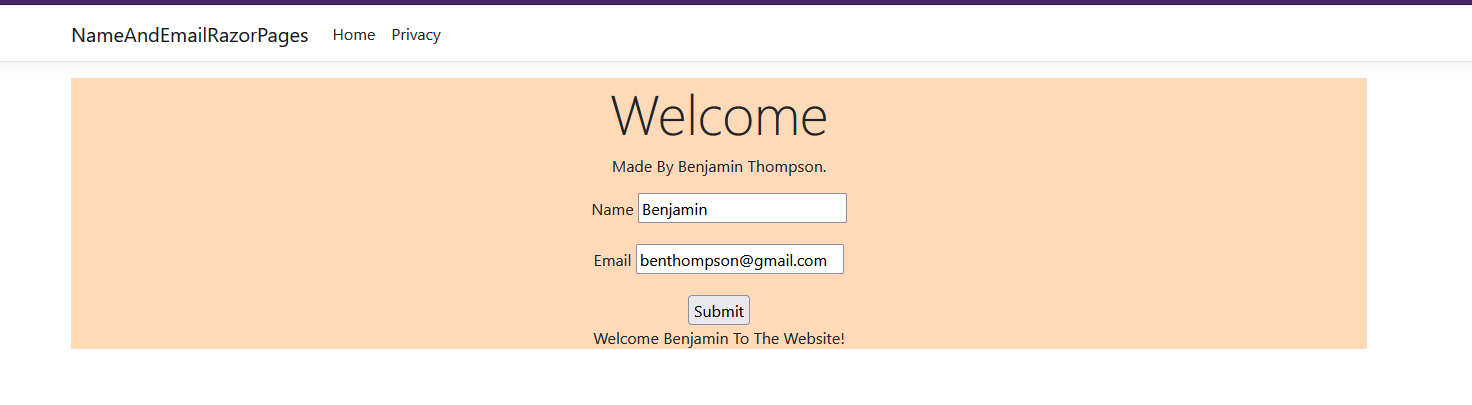 NameAndEmailRazorPages Home Privacy
Welcome
Made By Benjamin Thompson.
Name Benjamin
Email benthompson@gmail.com
Submit
Welcome Benjamin To The Website!